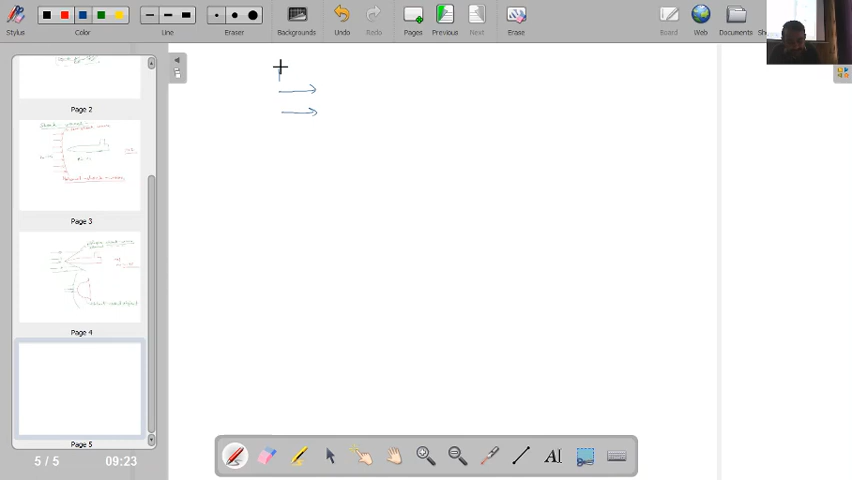 Stylus
Color
Line
Eraser
Backgrounds
Undo
Redo
Pages
Previous
Next
Erase
Board
Web
Documents
Page 2
Page 3
Page 4
Page 5
5 / 5
09:23